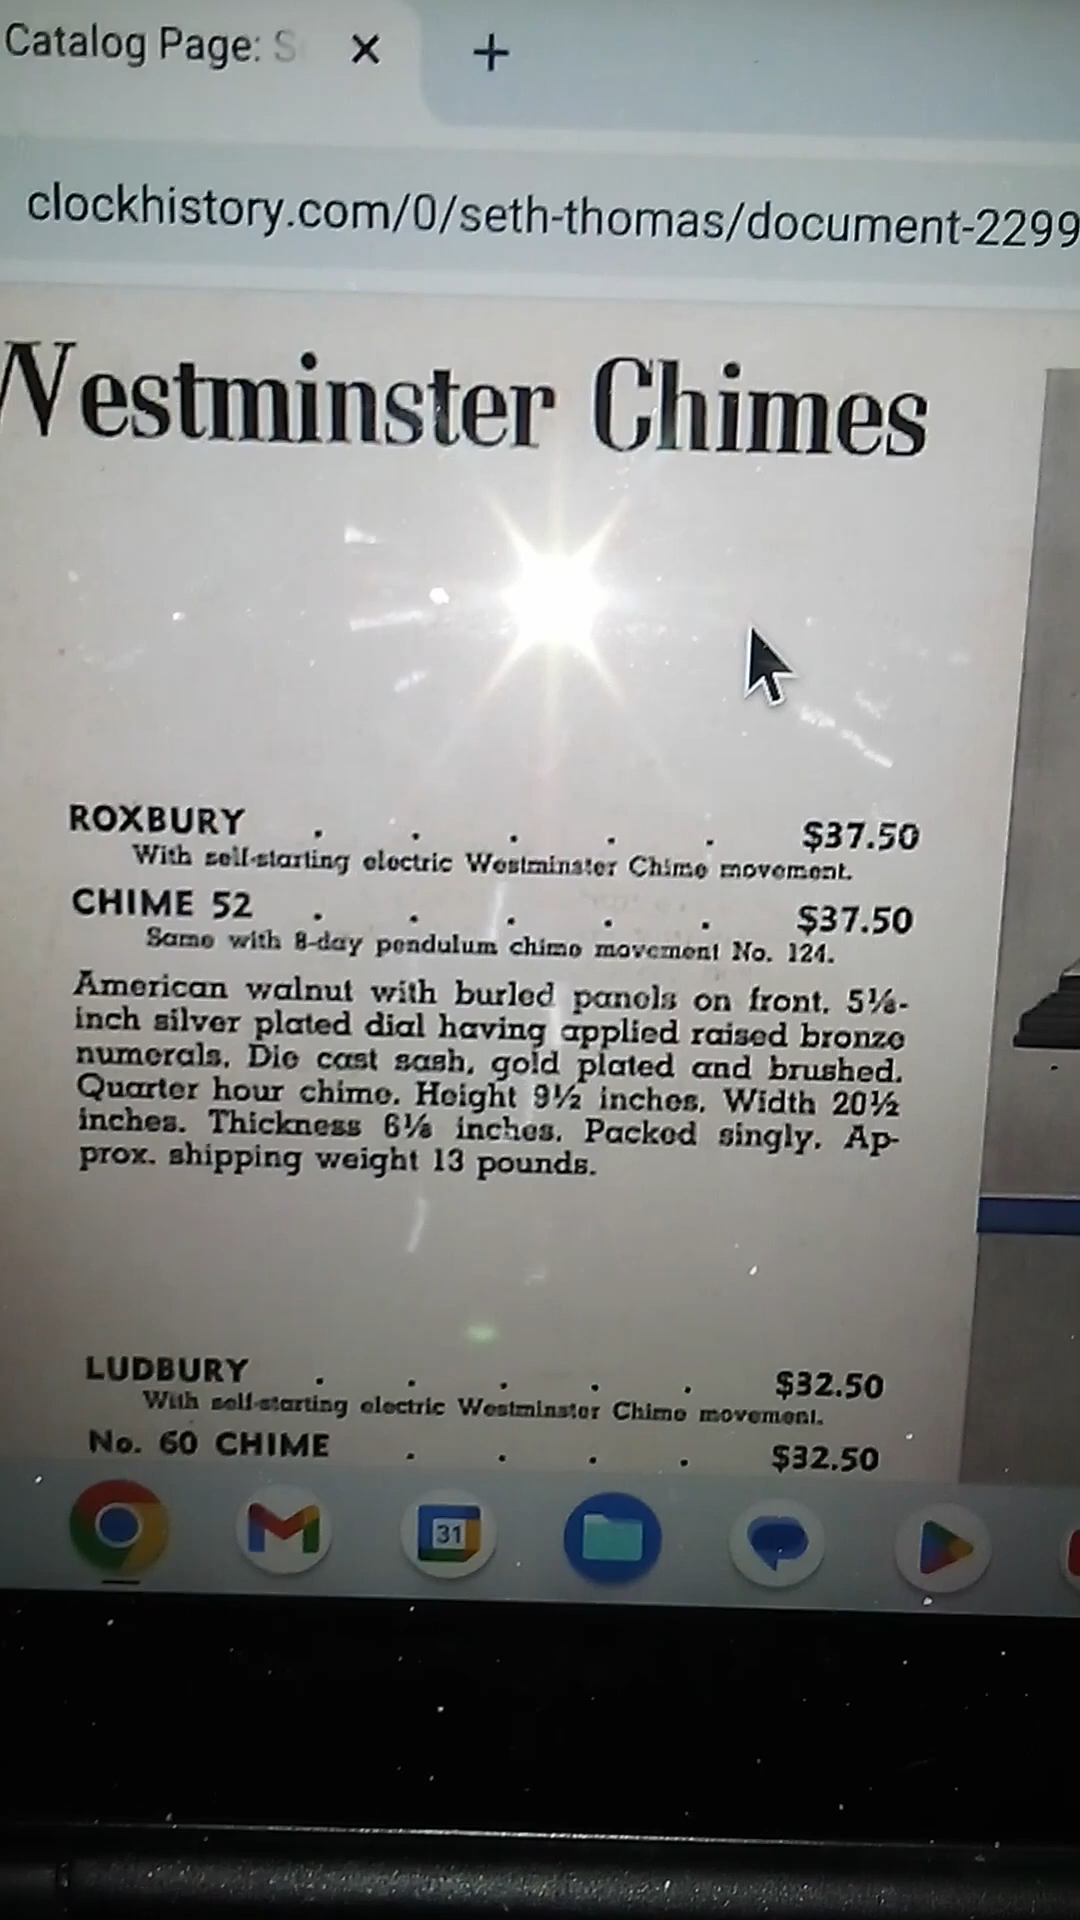 Catalog Page: S
clockhistory.com/0/seth-thomas/document-2299
Westminster Chimes
ROXBURY . . . . . $37.50
With self-starting electric Westminster Chime movement.
CHIME 52 . . . . . $37.50
Same with 8-day pendulum chime movement No. 124.
American walnut with burled panels on front. 5⅛-
inch silver plated dial having applied raised bronze
numerals. Die cast sash, gold plated and brushed.
Quarter hour chime. Height 9½ inches. Width 20½
inches. Thickness 6⅛ inches. Packed singly. Ap-
prox. shipping weight 13 pounds.
LUDBURY . . . . . $32.50
With self-starting electric Westminster Chime movement.
No. 60 CHIME . . . . $32.50
31